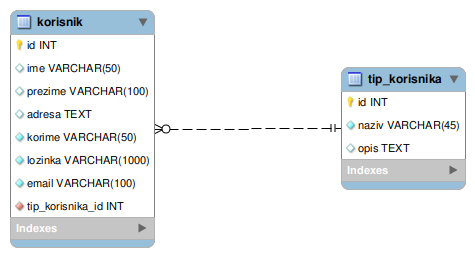 korisnik
id INT
ime VARCHAR(50)
prezime VARCHAR(100)
adresa TEXT
korime VARCHAR(50)
lozinka VARCHAR(1000)
email VARCHAR(100)
tip_korisnika_id INT
Indexes
tip_korisnika
id INT
naziv VARCHAR(45)
opis TEXT
Indexes